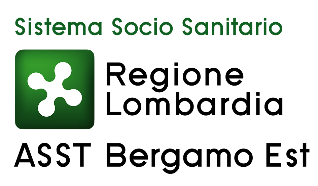 Sistema Socio Sanitario
Regione
Lombardia
ASST Bergamo Est